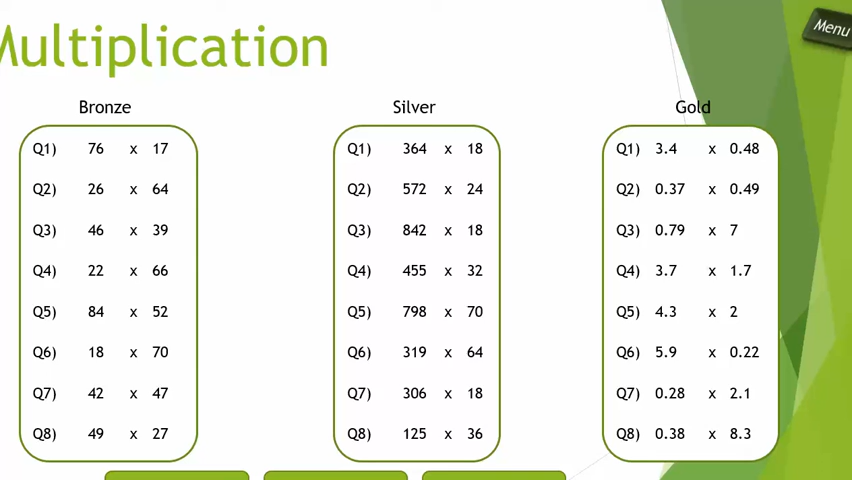 Multiplication
Menu
Bronze
Q1) 76 x 17
Q2) 26 x 64
Q3) 46 x 39
Q4) 22 x 66
Q5) 84 x 52
Q6) 18 x 70
Q7) 42 x 47
Q8) 49 x 27
Silver
Q1) 364 x 18
Q2) 572 x 24
Q3) 842 x 18
Q4) 455 x 32
Q5) 798 x 70
Q6) 319 x 64
Q7) 306 x 18
Q8) 125 x 36
Gold
Q1) 3.4 x 0.48
Q2) 0.37 x 0.49
Q3) 0.79 x 7
Q4) 3.7 x 1.7
Q5) 4.3 x 2
Q6) 5.9 x 0.22
Q7) 0.28 x 2.1
Q8) 0.38 x 8.3